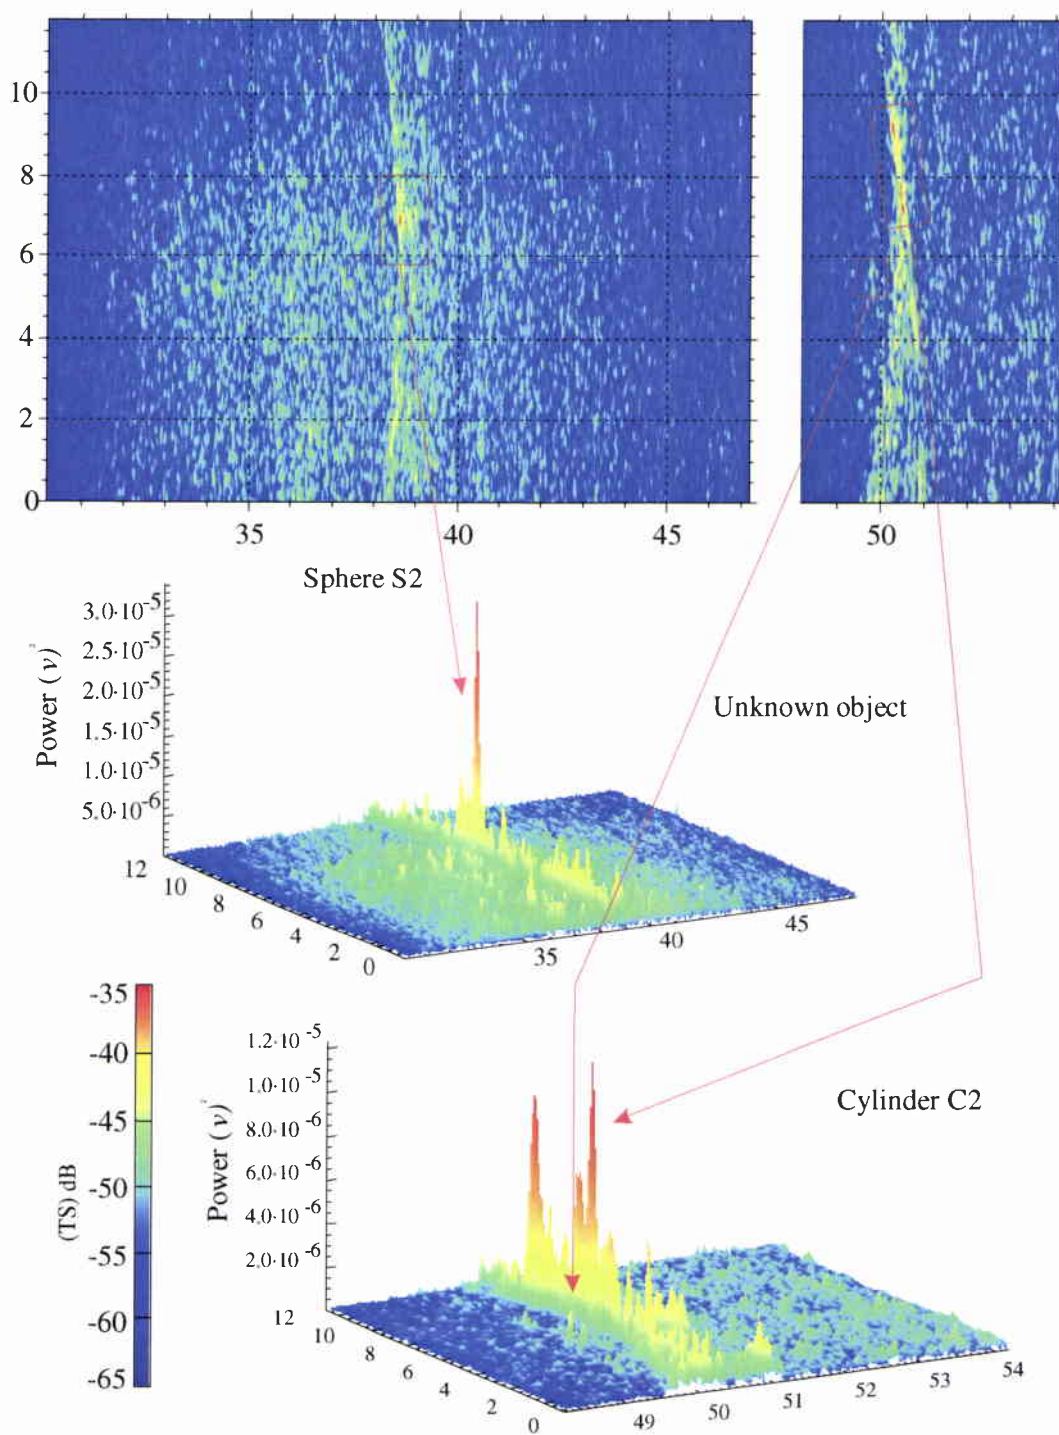 10
8
6
4
2
0
35 40 45
50
Sphere S2
3.0·10-5
2.5·10-5
2.0·10-5
1.5·10-5
1.0·10-5
5.0·10-6
Power (v)²
Unknown object
12 10 8 6 4 2 0
35 40 45
-35
-40
-45
-50
-55
-60
-65
(TS) dB
1.2·10 -5
1.0·10 -5
8.0·10 -6
6.0·10 -6
4.0·10 -6
2.0·10 -6
Power (v)²
Cylinder C2
12 10 8 6 4 2 0
49 50 51 52 53 54